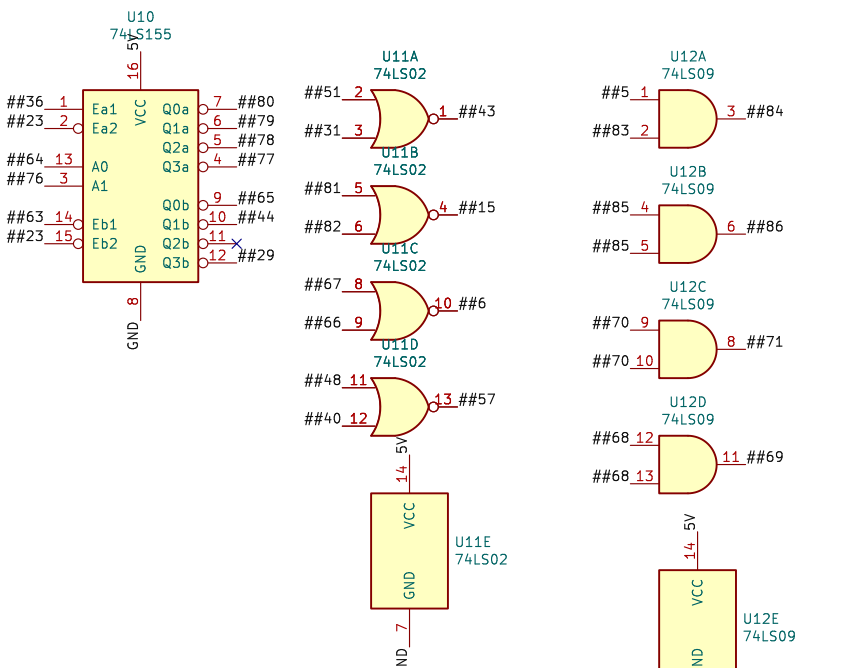 U10
74LS155
5V
16
VCC
##36 1 Ea1
##23 2 Ea2
##64 13 A0
##76 3 A1
##63 14 Eb1
##23 15 Eb2
Q0a 7 ##80
Q1a 6 ##79
Q2a 5 ##78
Q3a 4 ##77
Q0b 9 ##65
Q1b 10 ##44
Q2b 11
Q3b 12 ##29
GND
8
GND
U11A
74LS02
##51 2
##31 3
1 ##43
U11B
74LS02
##81 5
##82 6
4 ##15
U11C
74LS02
##67 8
##66 9
10 ##6
U11D
74LS02
##48 11
##40 12
13 ##57
5V
14
VCC
U11E
74LS02
GND
7
ND
U12A
74LS09
##5 1
##83 2
3 ##84
U12B
74LS09
##85 4
##85 5
6 ##86
U12C
74LS09
##70 9
##70 10
8 ##71
U12D
74LS09
##68 12
##68 13
11 ##69
5V
14
VCC
U12E
74LS09
ND